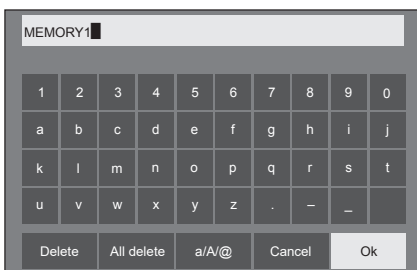 MEMORY1
1 2 3 4 5 6 7 8 9 0
a b c d e f g h i j
k l m n o p q r s t
u v w x y z . – _
Delete All delete a/A/@ Cancel Ok